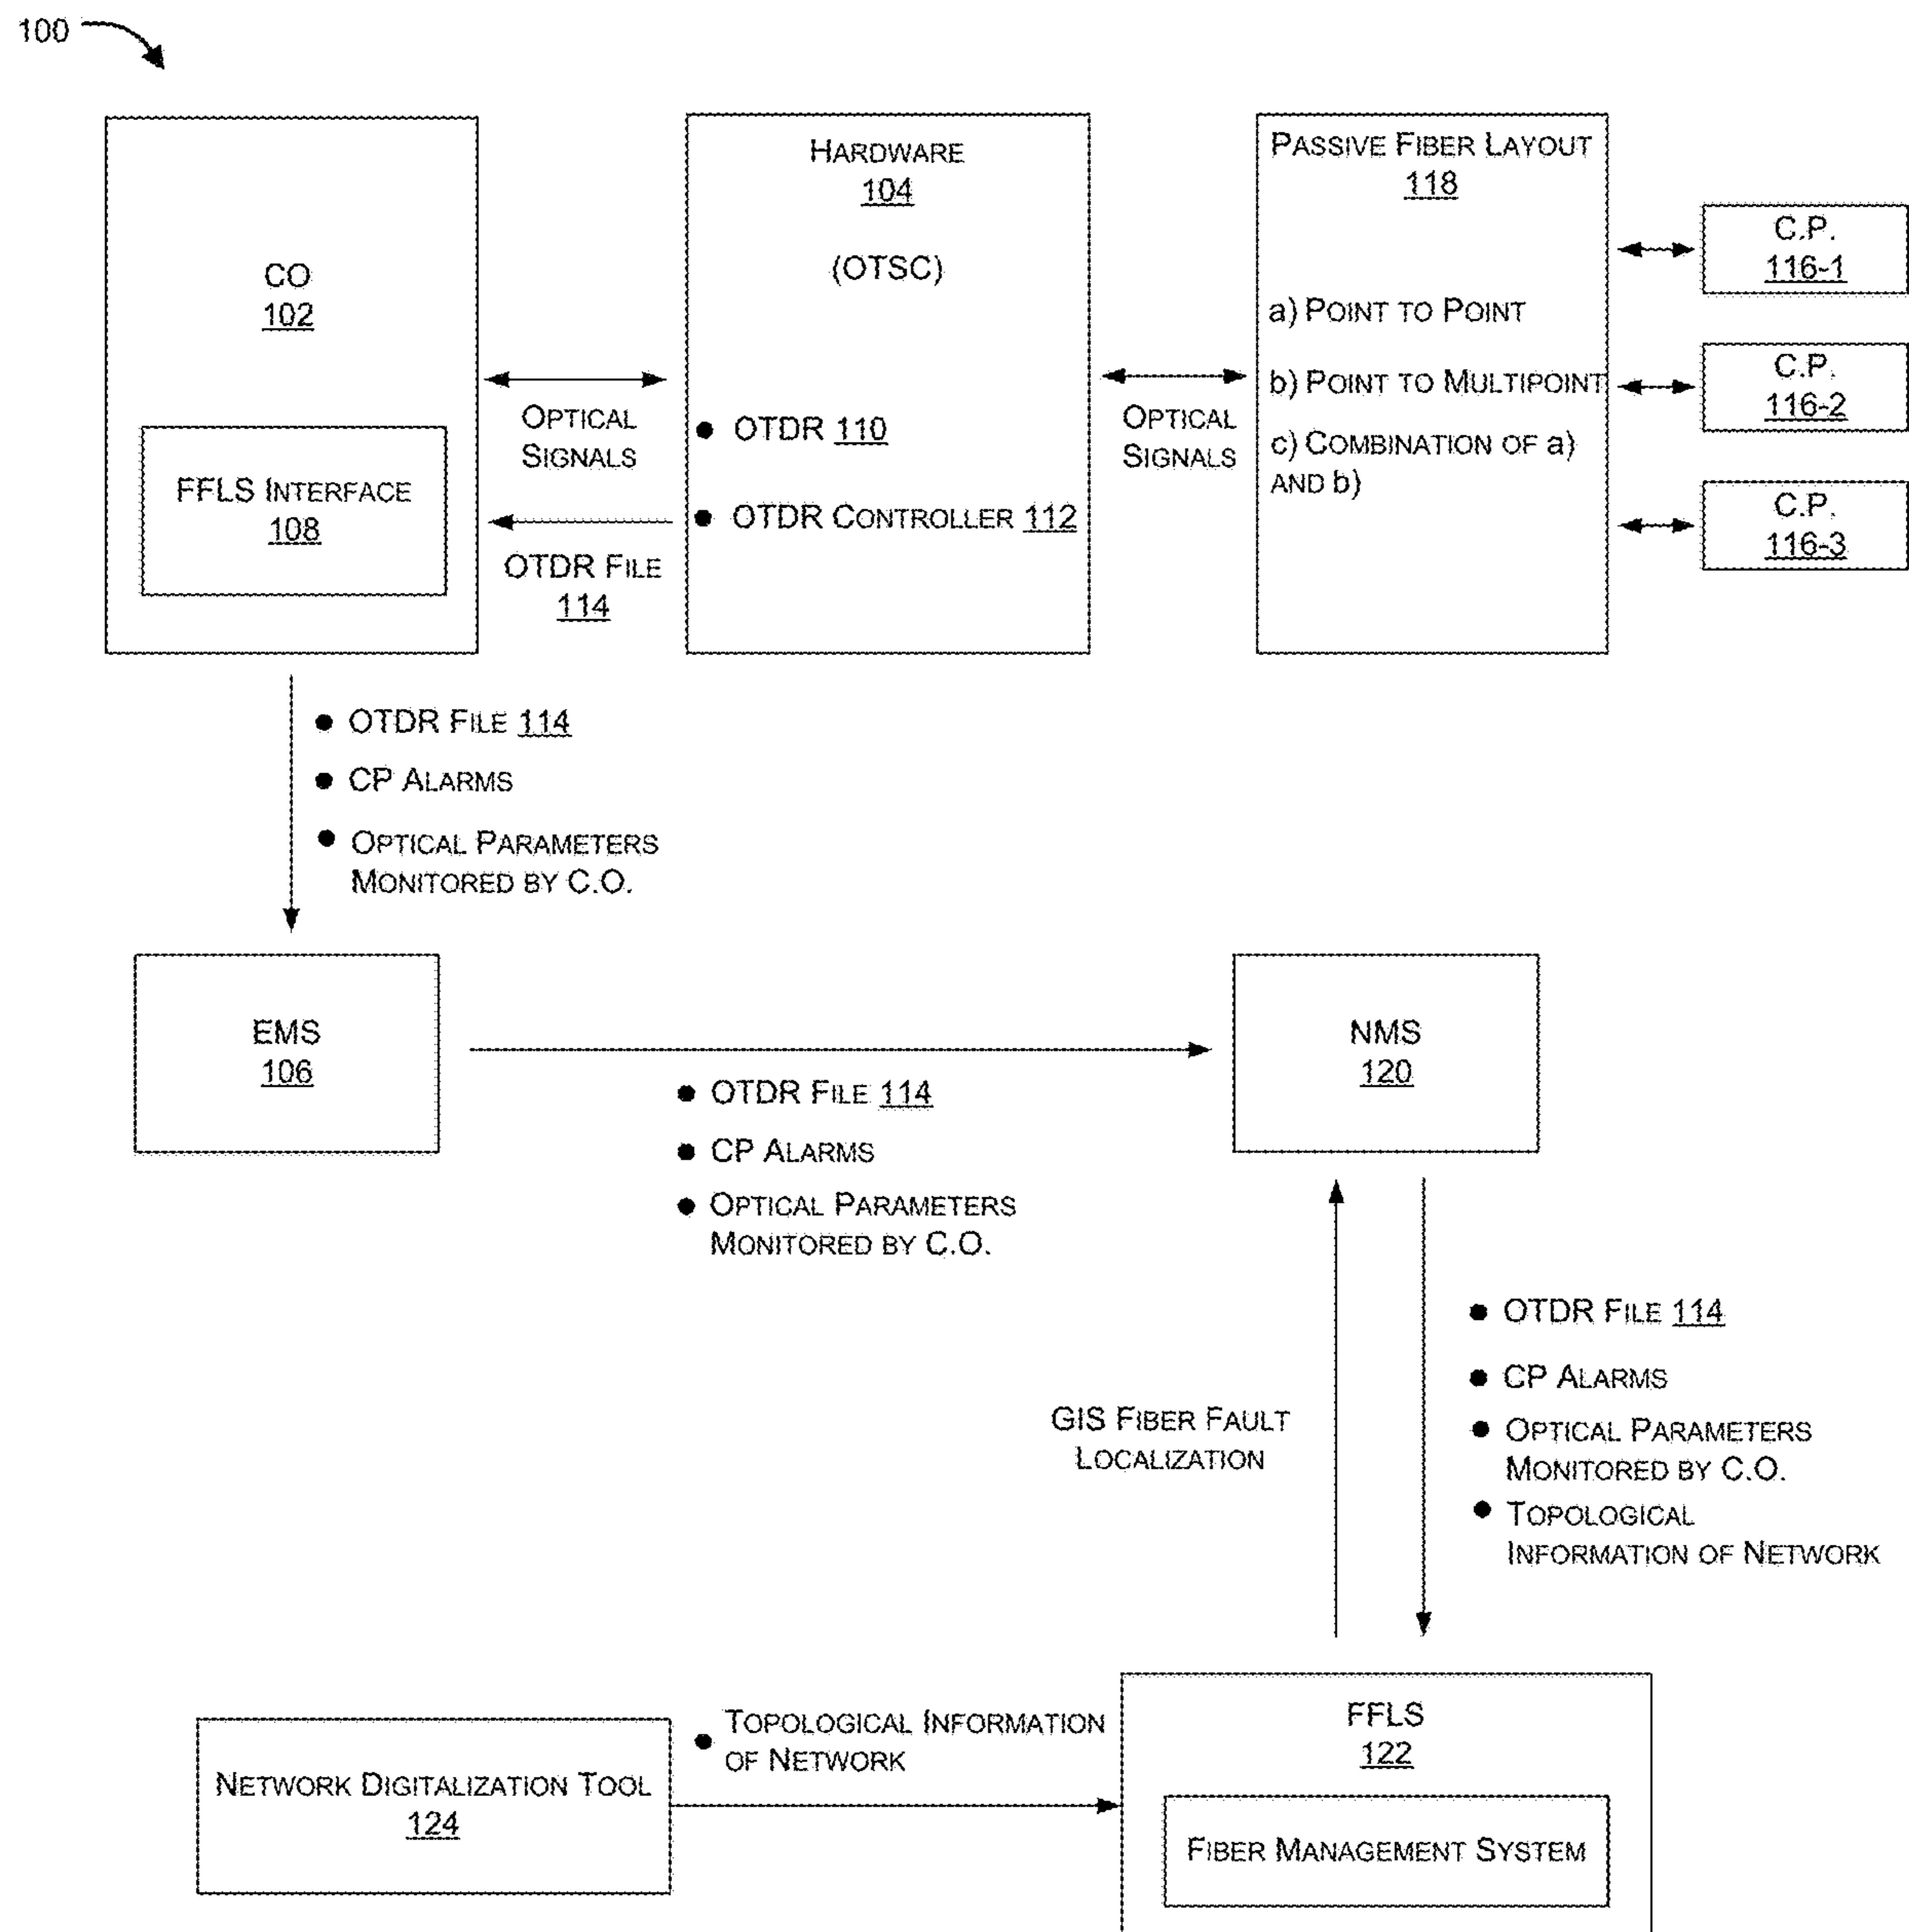 100
CO
102
FFLS INTERFACE
108
OPTICAL
SIGNALS
OTDR FILE
114
HARDWARE
104
(OTSC)
● OTDR 110
● OTDR CONTROLLER 112
OPTICAL
SIGNALS
PASSIVE FIBER LAYOUT
118
a) POINT TO POINT
b) POINT TO MULTIPOINT
c) COMBINATION OF a)
AND b)
C.P.
116-1
C.P.
116-2
C.P.
116-3
● OTDR FILE 114
● CP ALARMS
● OPTICAL PARAMETERS
MONITORED BY C.O.
EMS
106
● OTDR FILE 114
● CP ALARMS
● OPTICAL PARAMETERS
MONITORED BY C.O.
NMS
120
GIS FIBER FAULT
LOCALIZATION
● OTDR FILE 114
● CP ALARMS
● OPTICAL PARAMETERS
MONITORED BY C.O.
● TOPOLOGICAL
INFORMATION OF NETWORK
NETWORK DIGITALIZATION TOOL
124
● TOPOLOGICAL INFORMATION
OF NETWORK
FFLS
122
FIBER MANAGEMENT SYSTEM